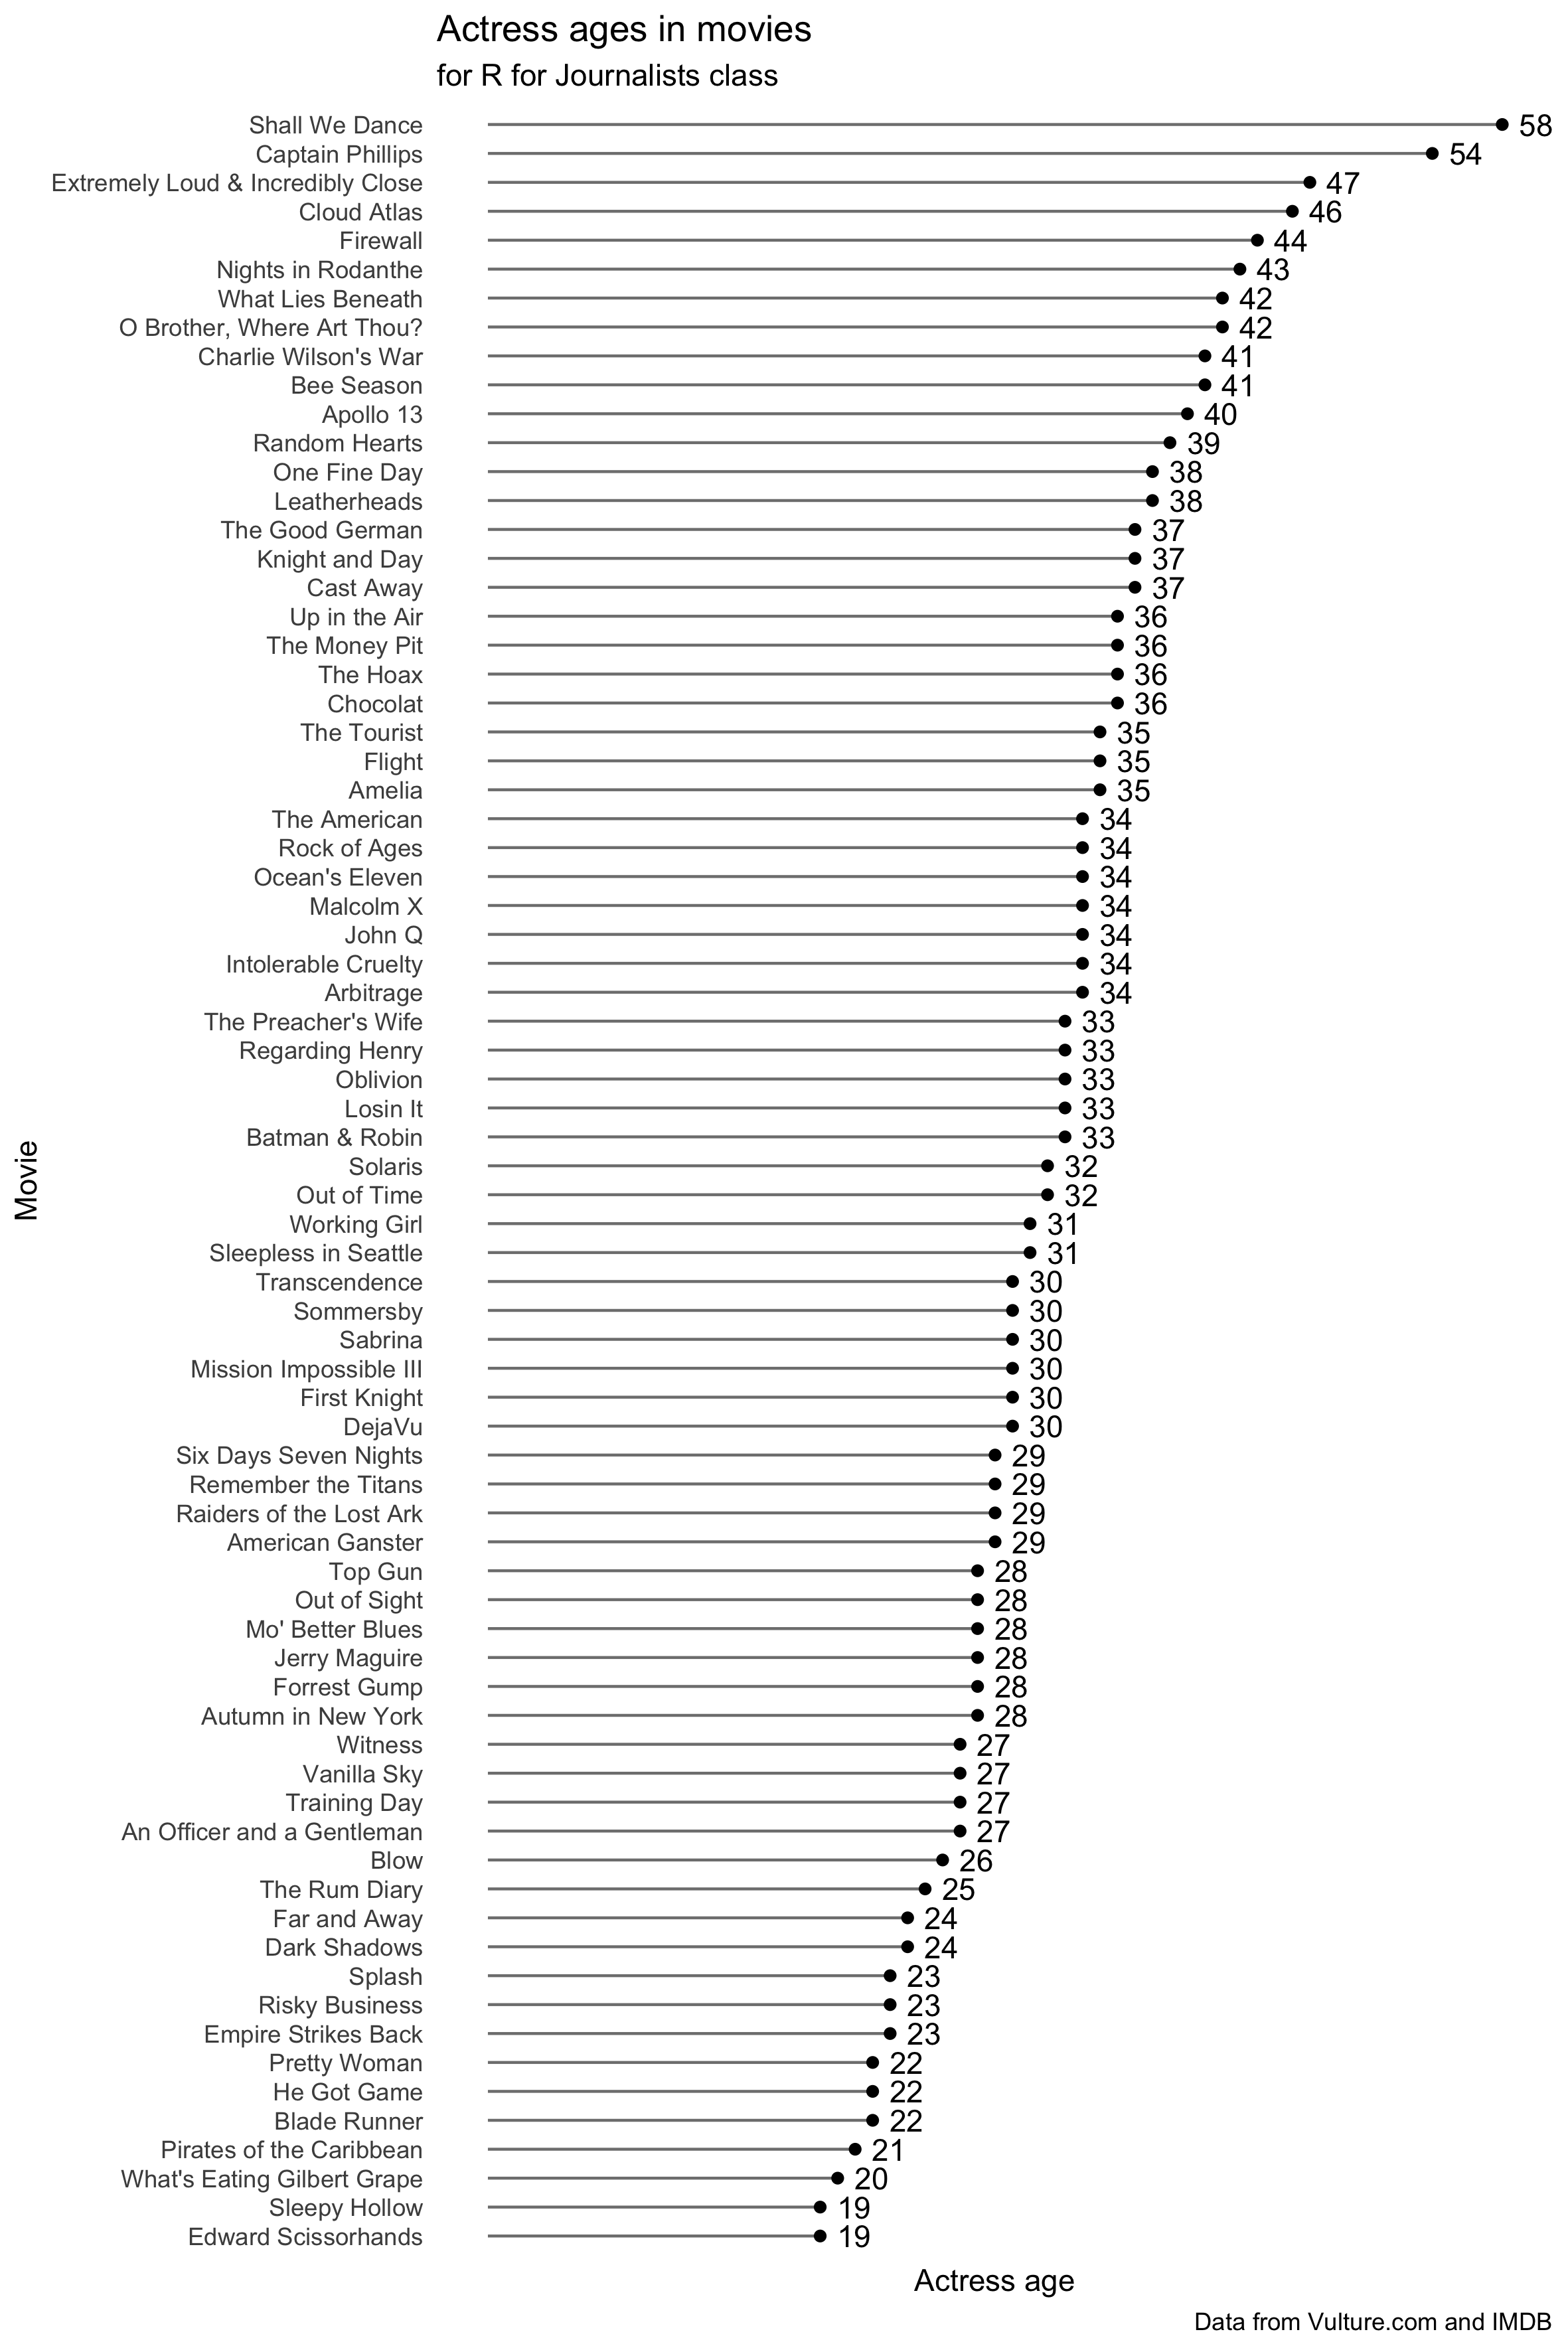 Actress ages in movies
for R for Journalists class
Shall We Dance 58
Captain Phillips 54
Extremely Loud & Incredibly Close 47
Cloud Atlas 46
Firewall 44
Nights in Rodanthe 43
What Lies Beneath 42
O Brother, Where Art Thou? 42
Charlie Wilson's War 41
Bee Season 41
Apollo 13 40
Random Hearts 39
One Fine Day 38
Leatherheads 38
The Good German 37
Knight and Day 37
Cast Away 37
Up in the Air 36
The Money Pit 36
The Hoax 36
Chocolat 36
The Tourist 35
Flight 35
Amelia 35
The American 34
Rock of Ages 34
Ocean's Eleven 34
Malcolm X 34
John Q 34
Intolerable Cruelty 34
Arbitrage 34
The Preacher's Wife 33
Regarding Henry 33
Oblivion 33
Losin It 33
Batman & Robin 33
Solaris 32
Out of Time 32
Working Girl 31
Sleepless in Seattle 31
Transcendence 30
Sommersby 30
Sabrina 30
Mission Impossible III 30
First Knight 30
DejaVu 30
Six Days Seven Nights 29
Remember the Titans 29
Raiders of the Lost Ark 29
American Ganster 29
Top Gun 28
Out of Sight 28
Mo' Better Blues 28
Jerry Maguire 28
Forrest Gump 28
Autumn in New York 28
Witness 27
Vanilla Sky 27
Training Day 27
An Officer and a Gentleman 27
Blow 26
The Rum Diary 25
Far and Away 24
Dark Shadows 24
Splash 23
Risky Business 23
Empire Strikes Back 23
Pretty Woman 22
He Got Game 22
Blade Runner 22
Pirates of the Caribbean 21
What's Eating Gilbert Grape 20
Sleepy Hollow 19
Edward Scissorhands 19
Movie
Actress age
Data from Vulture.com and IMDB